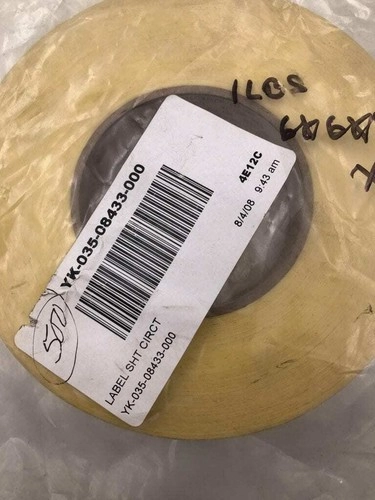 1LBS
4E12C
8/4/08 9:43 am
YK-035-08433-000
LABEL SHT CIRCT
YK-035-08433-000